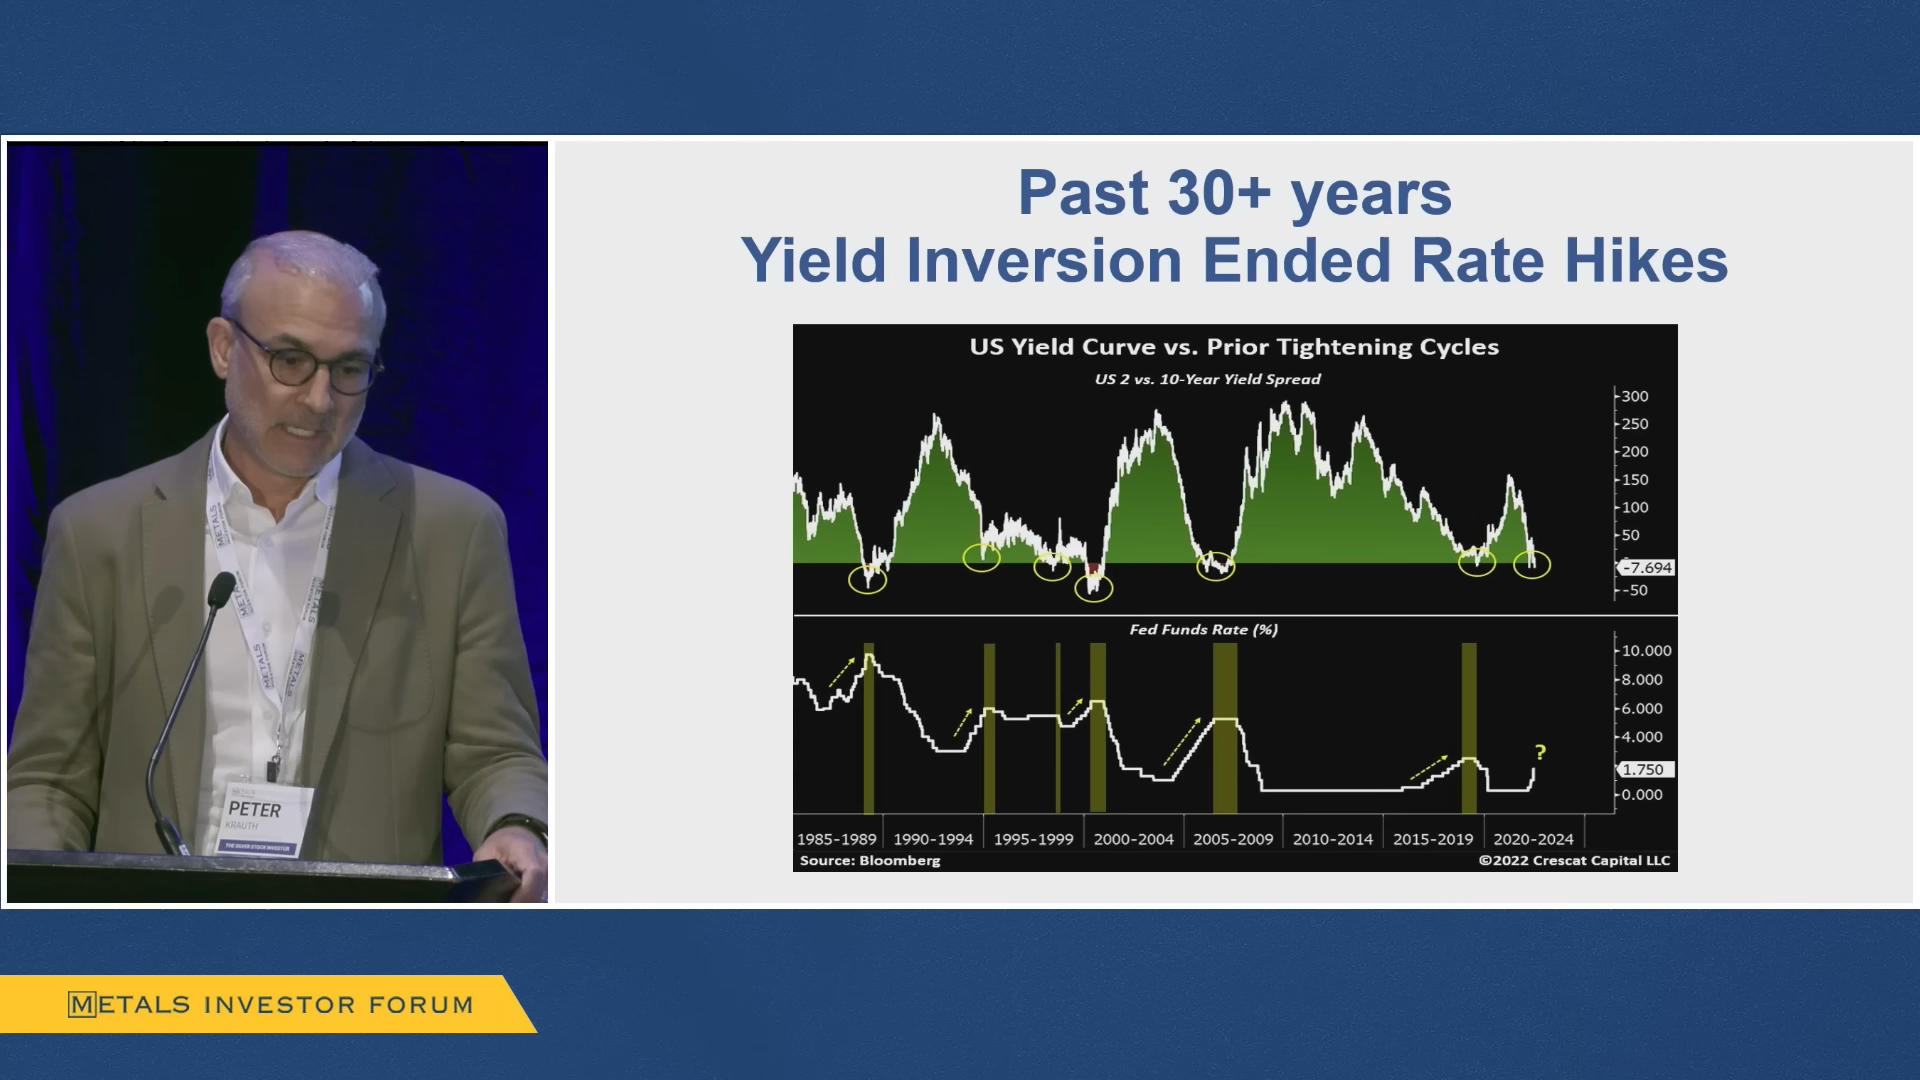 Past 30+ years
Yield Inversion Ended Rate Hikes
US Yield Curve vs. Prior Tightening Cycles
US 2 vs. 10-Year Yield Spread
300
250
200
150
100
50
-7.694
-50
Fed Funds Rate (%)
10.000
8.000
6.000
4.000
?
1.750
0.000
1985-1989 1990-1994 1995-1999 2000-2004 2005-2009 2010-2014 2015-2019 2020-2024
Source: Bloomberg ©2022 Crescat Capital LLC
METALS
METALS
METALS
METALS
PETER
KRAUTH
THE SILVER STOCK INVESTOR
METALS INVESTOR FORUM